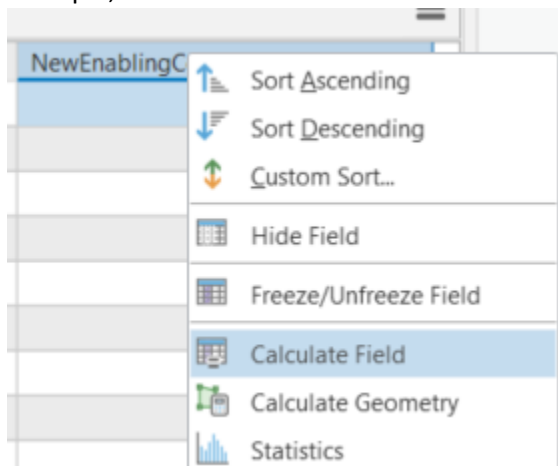 NewEnablingC
Sort Ascending
Sort Descending
Custom Sort...
Hide Field
Freeze/Unfreeze Field
Calculate Field
Calculate Geometry
Statistics